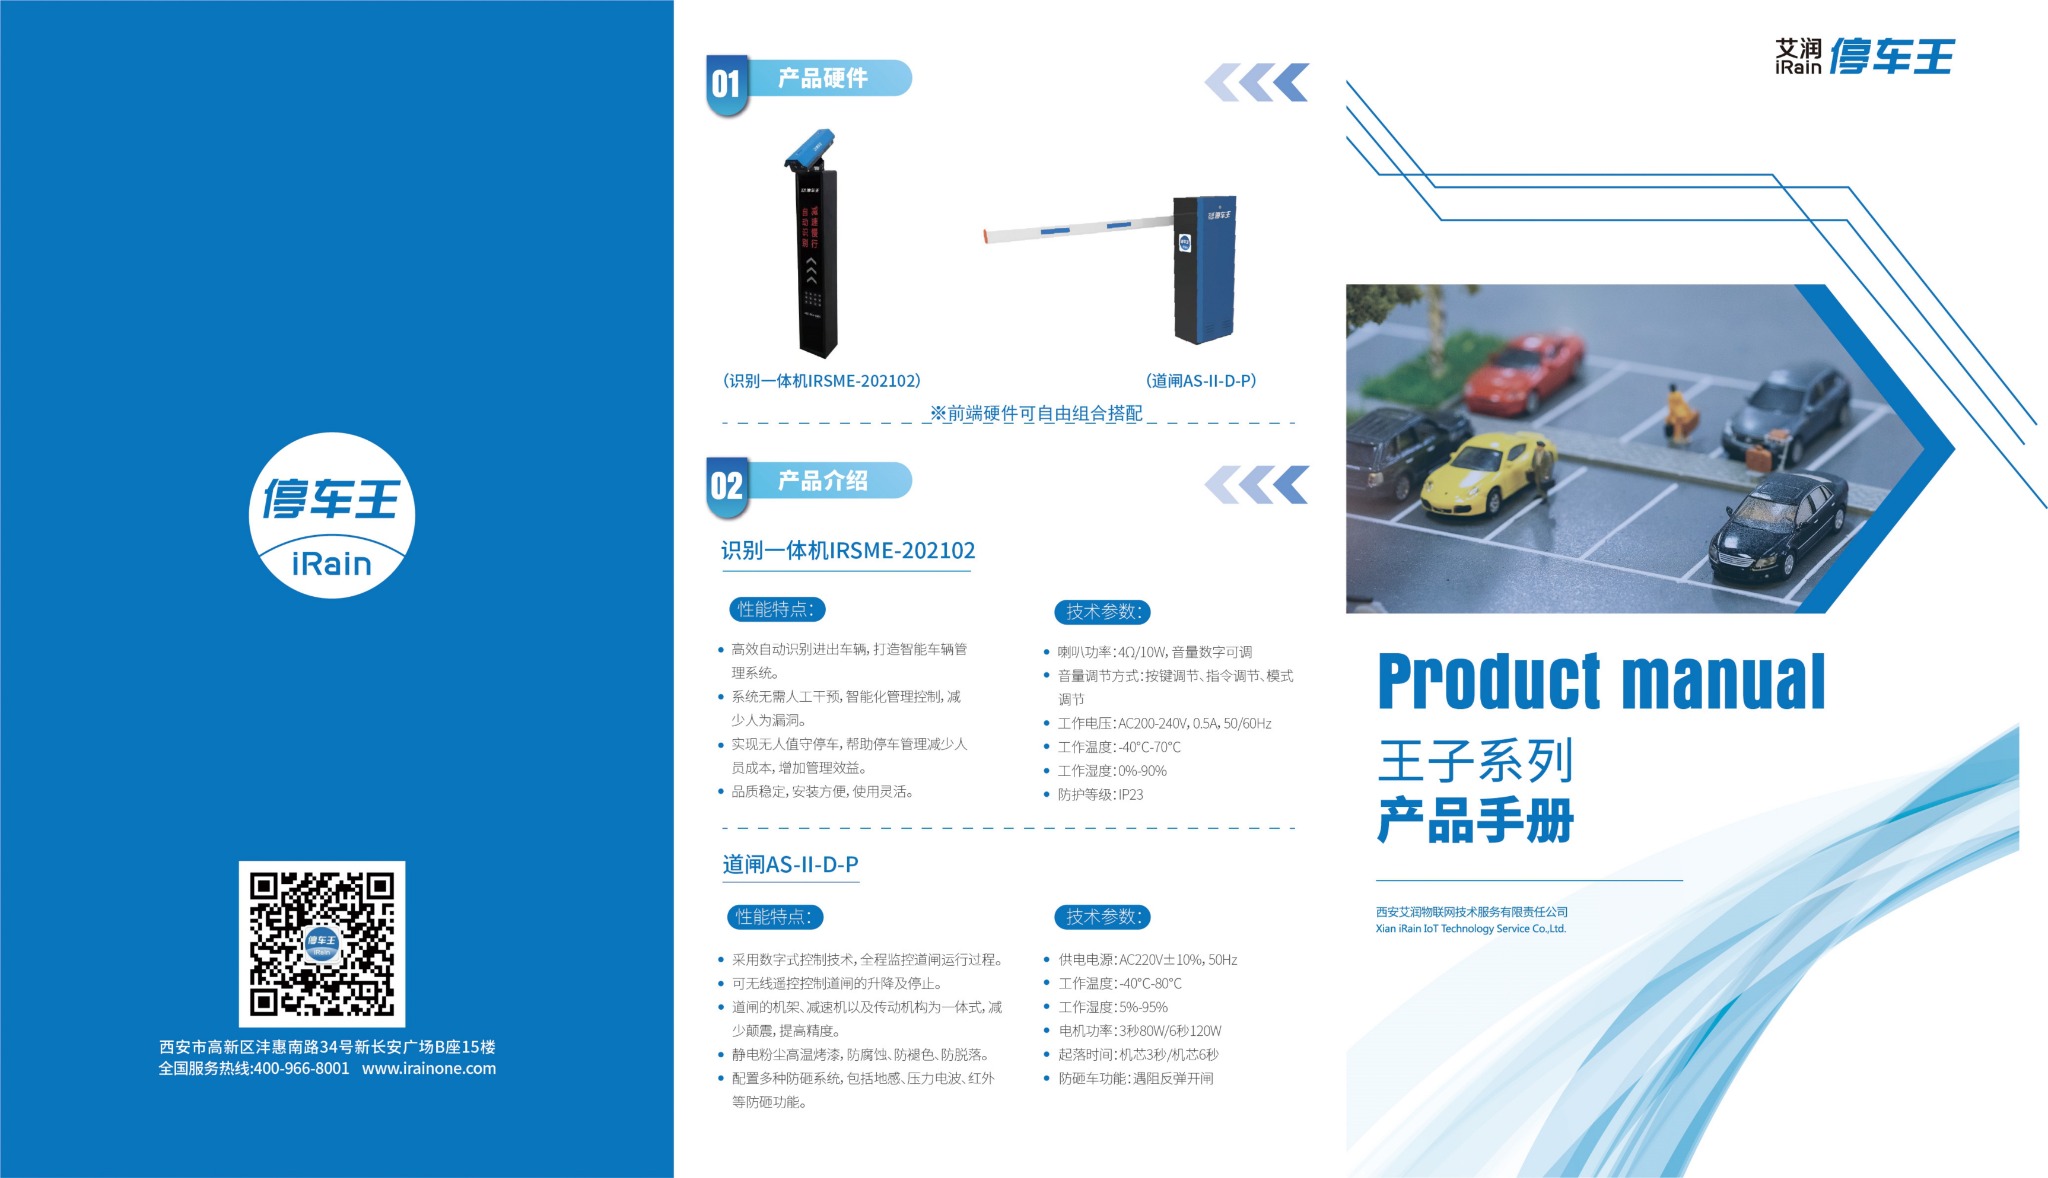 停车王
iRain
停车王
iRain
西安市高新区沣惠南路34号新长安广场B座15楼
全国服务热线:400-966-8001 www.irainone.com
01 产品硬件
停车王
减速慢行
自动识别
停车王
(识别一体机IRSME-202102)
(道闸AS-II-D-P)
※前端硬件可自由组合搭配
02 产品介绍
识别一体机IRSME-202102
性能特点:
高效自动识别进出车辆,打造智能车辆管
理系统。
系统无需人工干预,智能化管理控制,减
少人为漏洞。
实现无人值守停车,帮助停车管理减少人
员成本,增加管理效益。
品质稳定,安装方便,使用灵活。
技术参数:
喇叭功率:4Ω/10W,音量数字可调
音量调节方式:按键调节、指令调节、模式
调节
工作电压:AC200-240V,0.5A,50/60Hz
工作温度:-40°C-70°C
工作湿度:0%-90%
防护等级:IP23
道闸AS-II-D-P
性能特点:
采用数字式控制技术,全程监控道闸运行过程。
可无线遥控控制道闸的升降及停止。
道闸的机架、减速机以及传动机构为一体式,减
少颠震,提高精度。
静电粉尘高温烤漆,防腐蚀、防褪色、防脱落。
配置多种防砸系统,包括地感、压力电波、红外
等防砸功能。
技术参数:
供电电源:AC220V±10%,50Hz
工作温度:-40°C-80°C
工作湿度:5%-95%
电机功率:3秒80W/6秒120W
起落时间:机芯3秒/机芯6秒
防砸车功能:遇阻反弹开闸
艾润
iRain 停车王
Product manual
王子系列
产品手册
西安艾润物联网技术服务有限责任公司
Xian iRain IoT Technology Service Co.,Ltd.